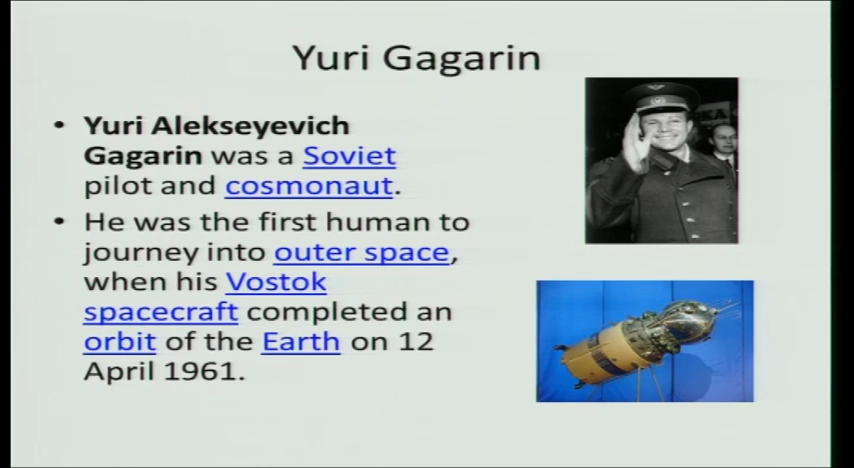 Yuri Gagarin
• Yuri Alekseyevich
Gagarin was a Soviet
pilot and cosmonaut.
• He was the first human to
journey into outer space,
when his Vostok
spacecraft completed an
orbit of the Earth on 12
April 1961.